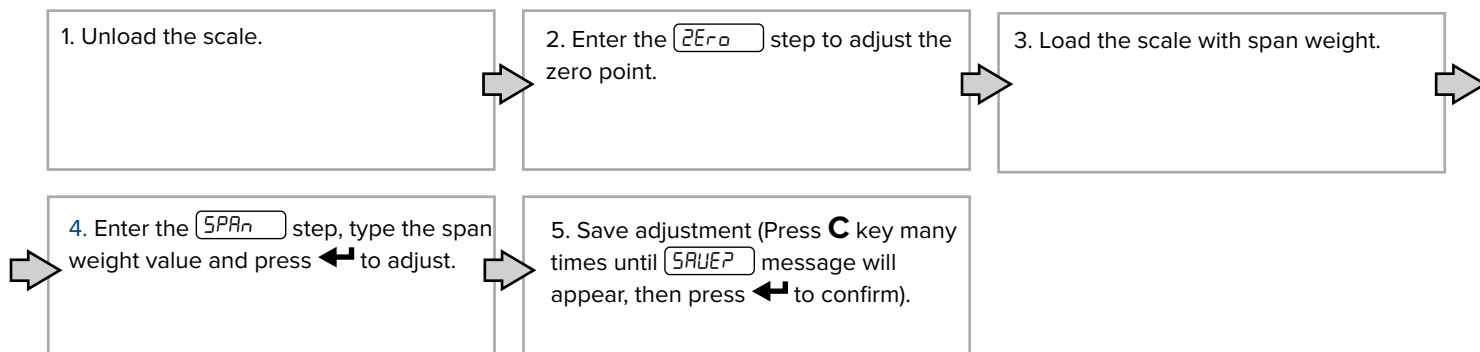 1. Unload the scale.
2. Enter the ZEro step to adjust the
zero point.
3. Load the scale with span weight.
4. Enter the SPAn step, type the span
weight value and press to adjust.
5. Save adjustment (Press C key many
times until SAVE? message will
appear, then press to confirm).